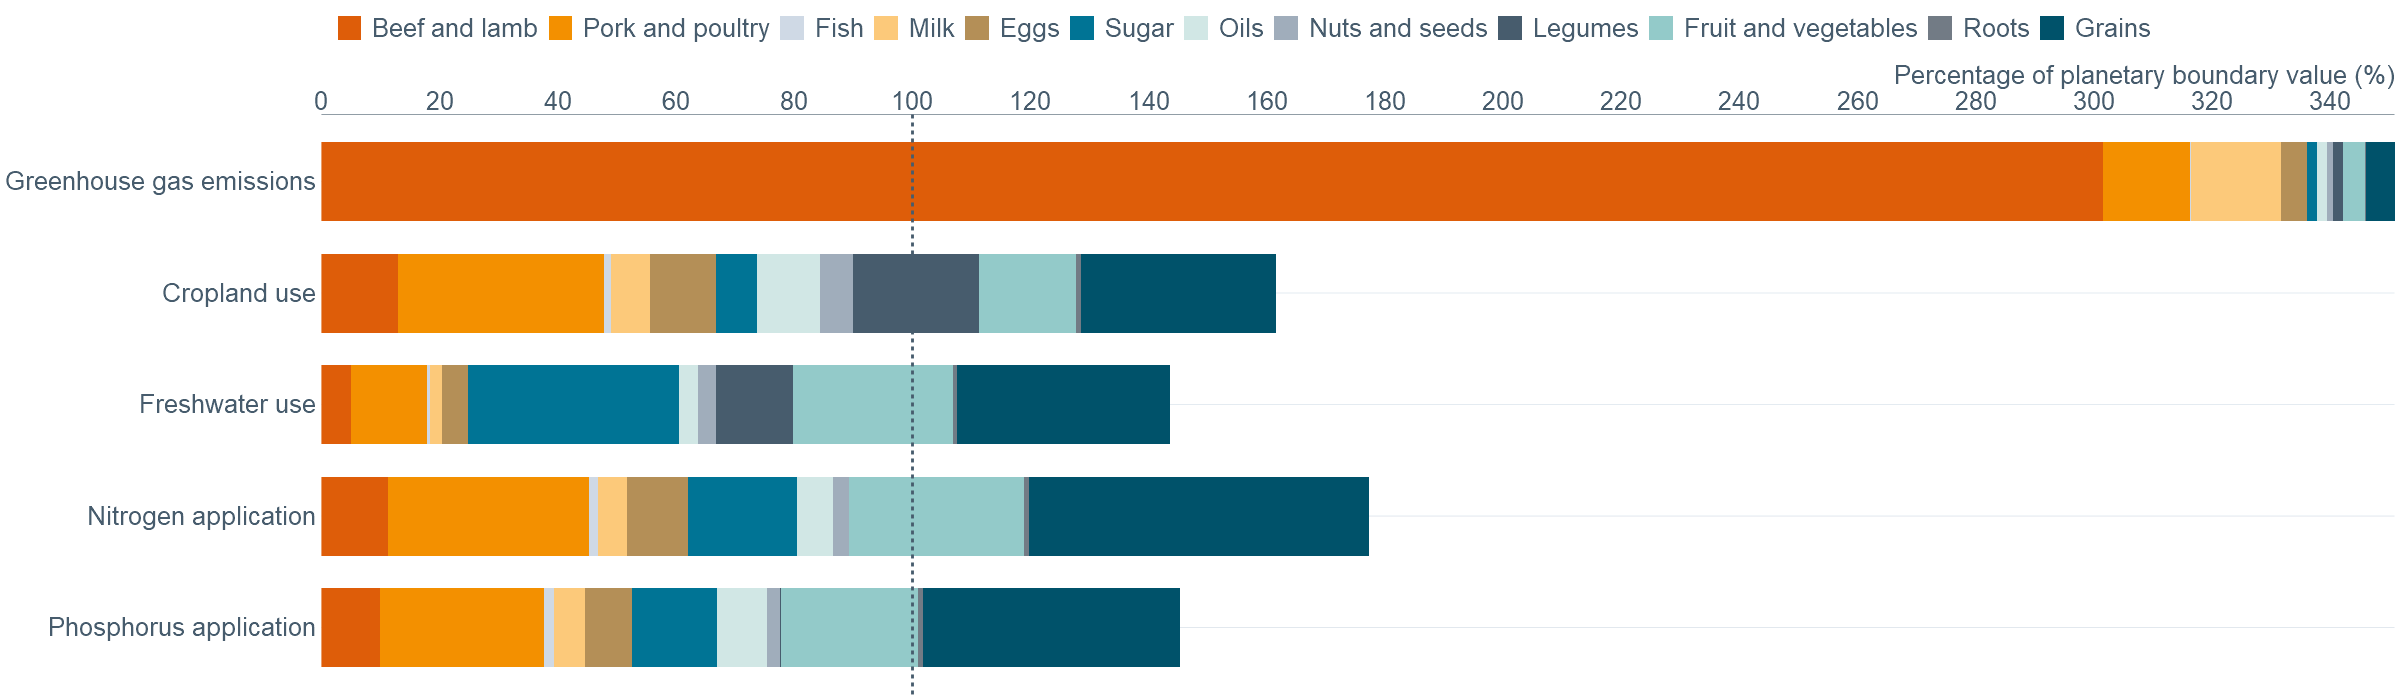 Beef and lamb Pork and poultry Fish Milk Eggs Sugar Oils Nuts and seeds Legumes Fruit and vegetables Roots Grains
Percentage of planetary boundary value (%)
0 20 40 60 80 100 120 140 160 180 200 220 240 260 280 300 320 340
Greenhouse gas emissions
Cropland use
Freshwater use
Nitrogen application
Phosphorus application